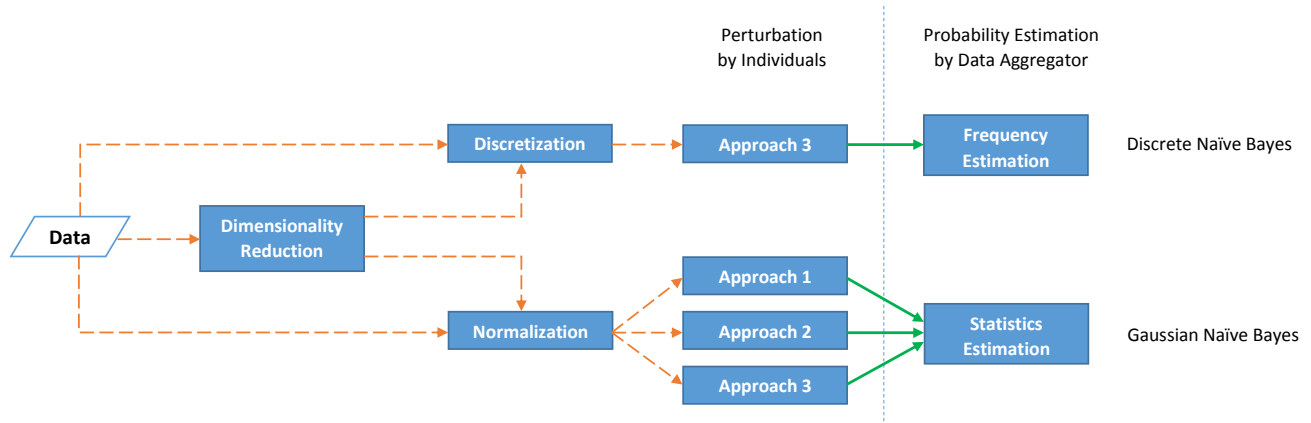 Perturbation
by Individuals
Probability Estimation
by Data Aggregator
Discretization
Approach 3
Frequency
Estimation
Discrete Naïve Bayes
Data
Dimensionality
Reduction
Approach 1
Normalization
Approach 2
Approach 3
Statistics
Estimation
Gaussian Naïve Bayes